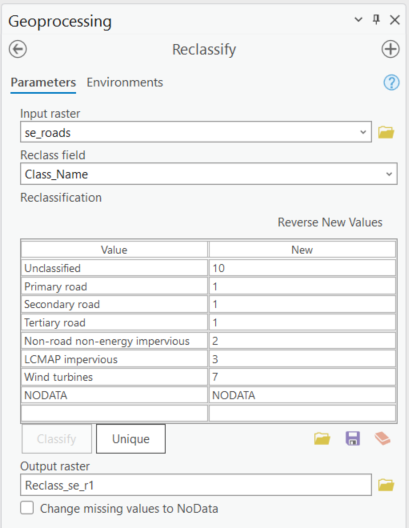 Geoprocessing
Reclassify
Parameters Environments
Input raster
se_roads
Reclass field
Class_Name
Reclassification
Reverse New Values
Value New
Unclassified 10
Primary road 1
Secondary road 1
Tertiary road 1
Non-road non-energy impervious 2
LCMAP impervious 3
Wind turbines 7
NODATA NODATA
Classify Unique
Output raster
Reclass_se_r1
Change missing values to NoData